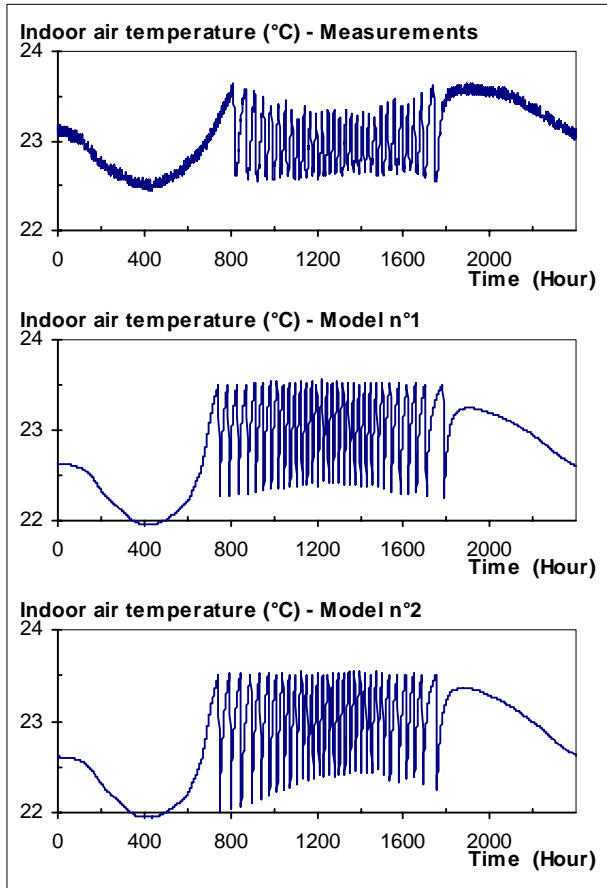 Indoor air temperature (°C) - Measurements
24
23
22
0 400 800 1200 1600 2000
Time (Hour)
Indoor air temperature (°C) - Model n°1
24
23
22
0 400 800 1200 1600 2000
Time (Hour)
Indoor air temperature (°C) - Model n°2
24
23
22
0 400 800 1200 1600 2000
Time (Hour)